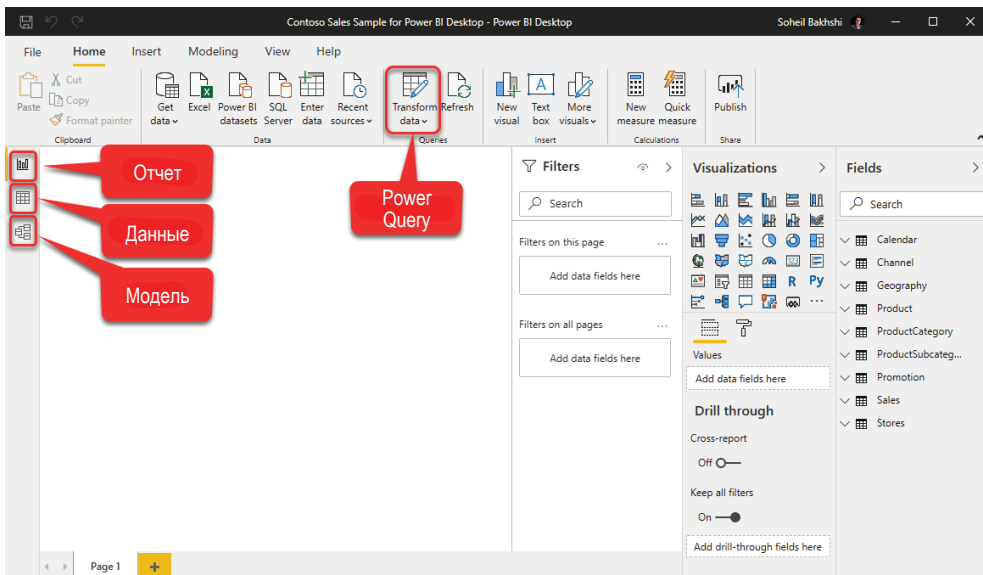 Contoso Sales Sample for Power BI Desktop - Power BI Desktop
Soheil Bakhshi
File
Home
Insert
Modeling
View
Help
Paste
Cut
Copy
Format painter
Clipboard
Get
data
Excel
Power BI
datasets
SQL
Server
Enter
data
Recent
sources
Data
Transform
data
Refresh
Queries
New
visual
Text
box
More
visuals
Insert
New
measure
Quick
measure
Calculations
Publish
Share
Отчет
Данные
Модель
Power
Query
Filters
Search
Filters on this page
...
Add data fields here
Filters on all pages
...
Add data fields here
Visualizations
123
R
Py
...
Values
Add data fields here
Drill through
Cross-report
Off
Keep all filters
On
Add drill-through fields here
Fields
Search
Calendar
Channel
Geography
Product
ProductCategory
ProductSubcateg...
Promotion
Sales
Stores
Page 1